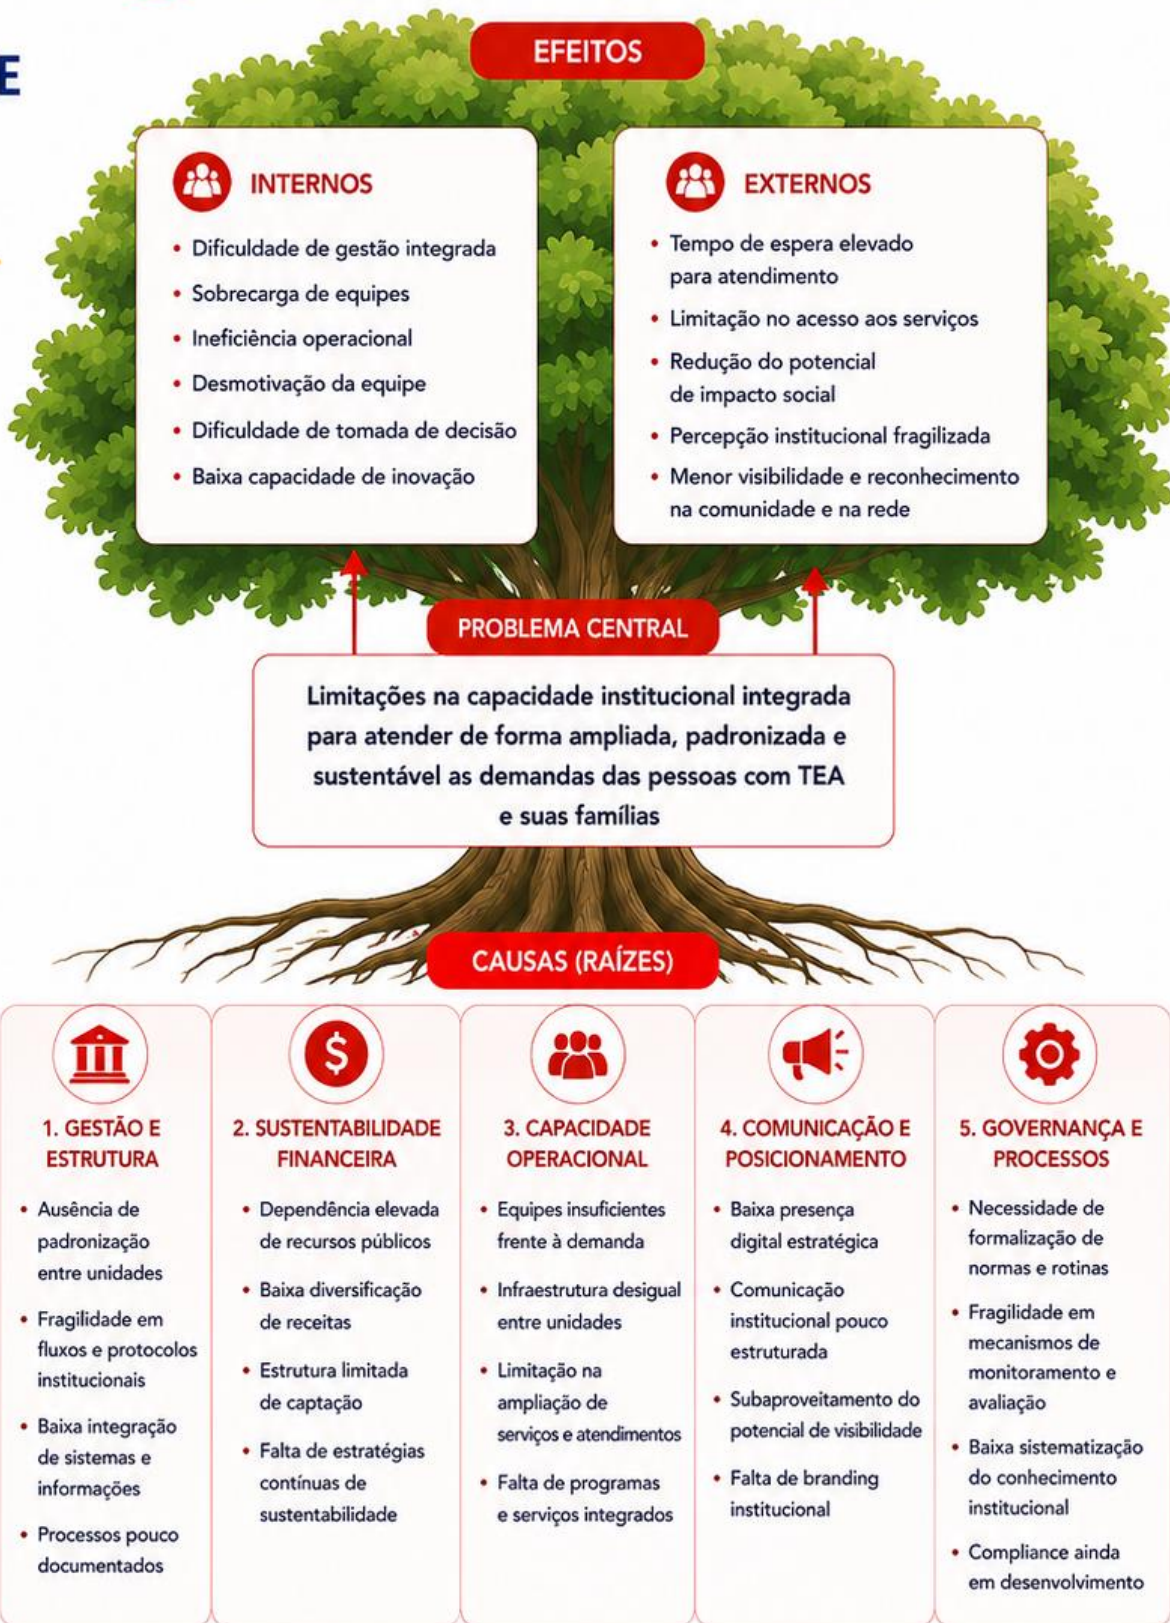 E
EFEITOS
INTERNOS
• Dificuldade de gestão integrada
• Sobrecarga de equipes
• Ineficiência operacional
• Desmotivação da equipe
• Dificuldade de tomada de decisão
• Baixa capacidade de inovação
EXTERNOS
• Tempo de espera elevado
para atendimento
• Limitação no acesso aos serviços
• Redução do potencial
de impacto social
• Percepção institucional fragilizada
• Menor visibilidade e reconhecimento
na comunidade e na rede
PROBLEMA CENTRAL
Limitações na capacidade institucional integrada
para atender de forma ampliada, padronizada e
sustentável as demandas das pessoas com TEA
e suas famílias
CAUSAS (RAÍZES)
1. GESTÃO E
ESTRUTURA
• Ausência de
padronização
entre unidades
• Fragilidade em
fluxos e protocolos
institucionais
• Baixa integração
de sistemas e
informações
• Processos pouco
documentados
$
2. SUSTENTABILIDADE
FINANCEIRA
• Dependência elevada
de recursos públicos
• Baixa diversificação
de receitas
• Estrutura limitada
de captação
• Falta de estratégias
contínuas de
sustentabilidade
3. CAPACIDADE
OPERACIONAL
• Equipes insuficientes
frente à demanda
• Infraestrutura desigual
entre unidades
• Limitação na
ampliação de
serviços e atendimentos
• Falta de programas
e serviços integrados
4. COMUNICAÇÃO E
POSICIONAMENTO
• Baixa presença
digital estratégica
• Comunicação
institucional pouco
estruturada
• Subaproveitamento do
potencial de visibilidade
• Falta de branding
institucional
5. GOVERNANÇA E
PROCESSOS
• Necessidade de
formalização de
normas e rotinas
• Fragilidade em
mecanismos de
monitoramento e
avaliação
• Baixa sistematização
do conhecimento
institucional
• Compliance ainda
em desenvolvimento